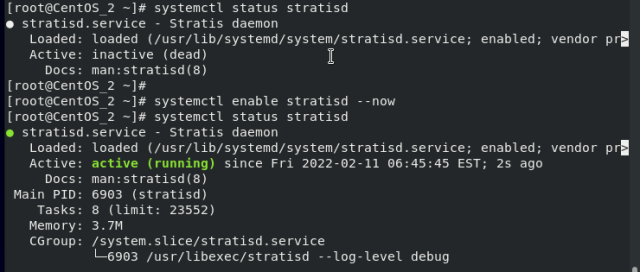 [root@CentOS_2 ~]# systemctl status stratisd
● stratisd.service - Stratis daemon
   Loaded: loaded (/usr/lib/systemd/system/stratisd.service; enabled; vendor pr>
   Active: inactive (dead)
     Docs: man:stratisd(8)
[root@CentOS_2 ~]#
[root@CentOS_2 ~]# systemctl enable stratisd --now
[root@CentOS_2 ~]# systemctl status stratisd
● stratisd.service - Stratis daemon
   Loaded: loaded (/usr/lib/systemd/system/stratisd.service; enabled; vendor pr>
   Active: active (running) since Fri 2022-02-11 06:45:45 EST; 2s ago
     Docs: man:stratisd(8)
 Main PID: 6903 (stratisd)
    Tasks: 8 (limit: 23552)
   Memory: 3.7M
   CGroup: /system.slice/stratisd.service
           └─6903 /usr/libexec/stratisd --log-level debug